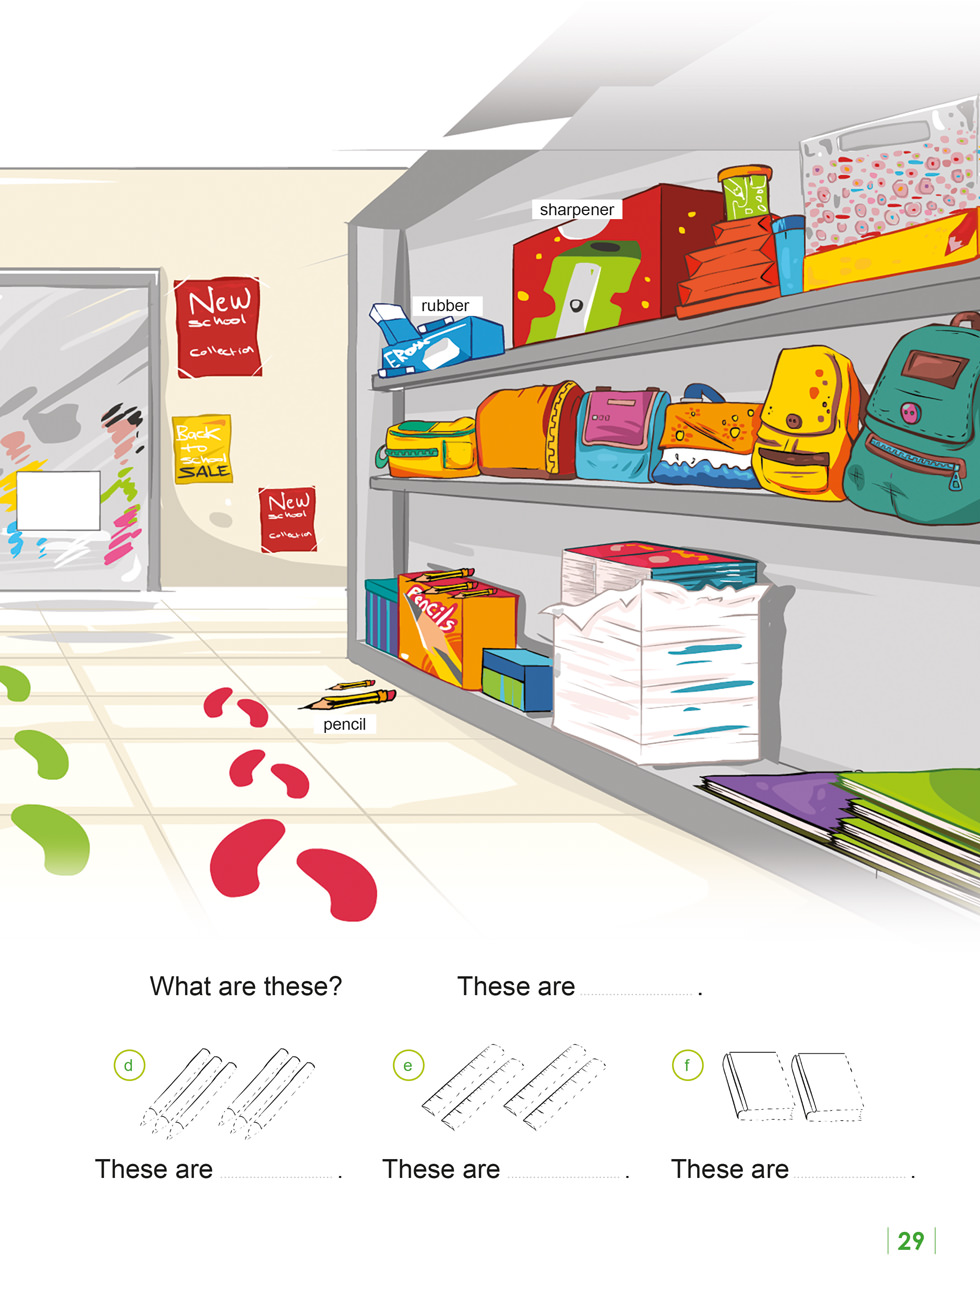 sharpener
rubber
ERaser
New
school
Collection
Back
to
school
SALE
New
school
Collection
Pencils
pencil
What are these? These are .
d e f
These are . These are . These are .
29